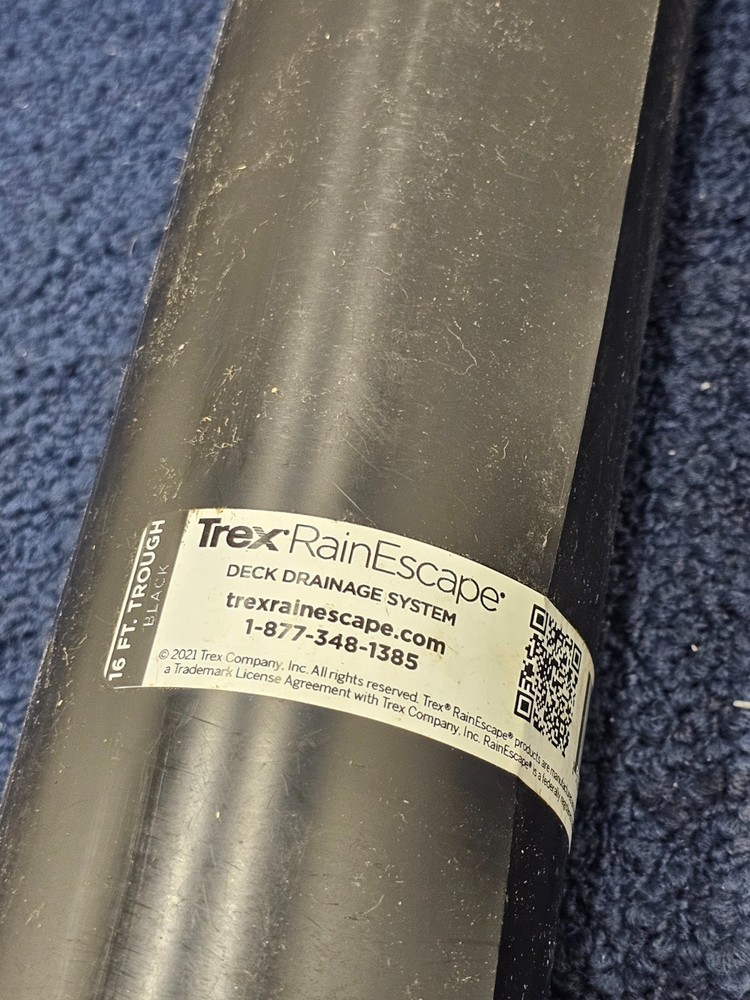 16 FT. TROUGH
BLACK
Trex® RainEscape®
DECK DRAINAGE SYSTEM
trexrainescape.com
1-877-348-1385
© 2021 Trex Company, Inc. All rights reserved. Trex® RainEscape® products are
a Trademark License Agreement with Trex Company, Inc. RainEscape® is a federally